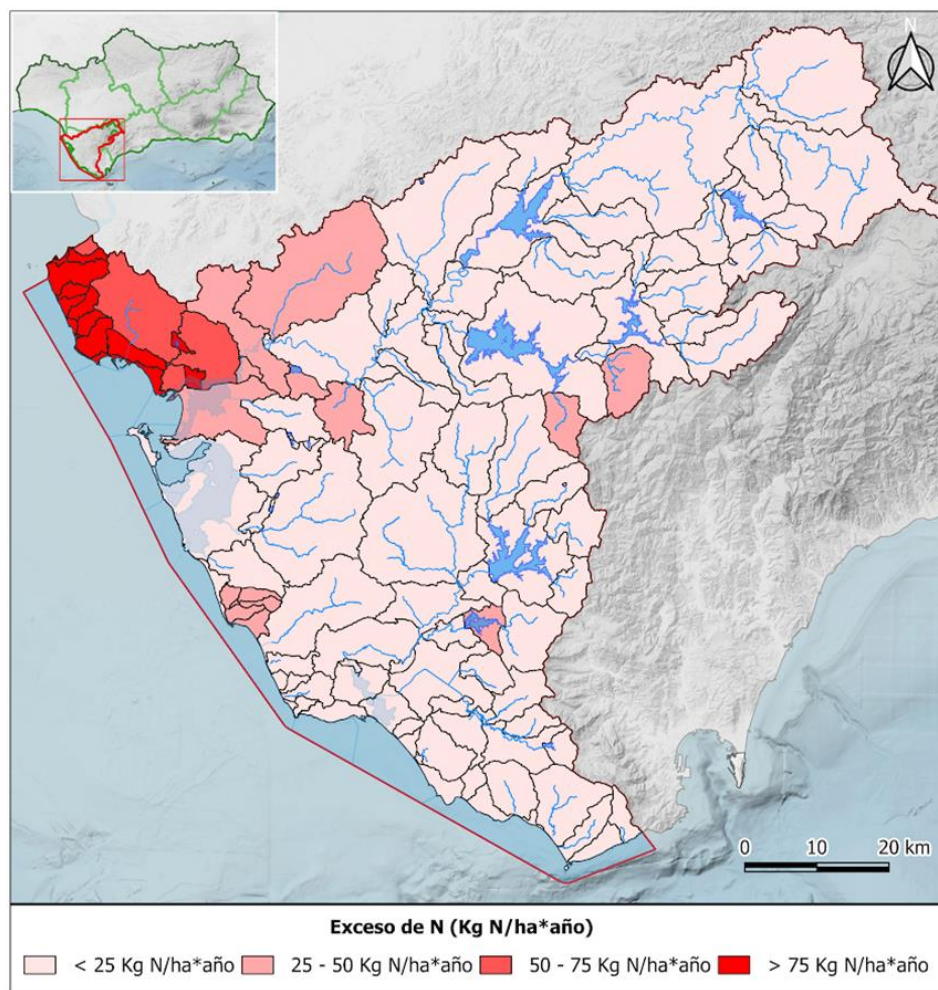 N
0 10 20 km
Exceso de N (Kg N/ha*año)
< 25 Kg N/ha*año 25 - 50 Kg N/ha*año 50 - 75 Kg N/ha*año > 75 Kg N/ha*año